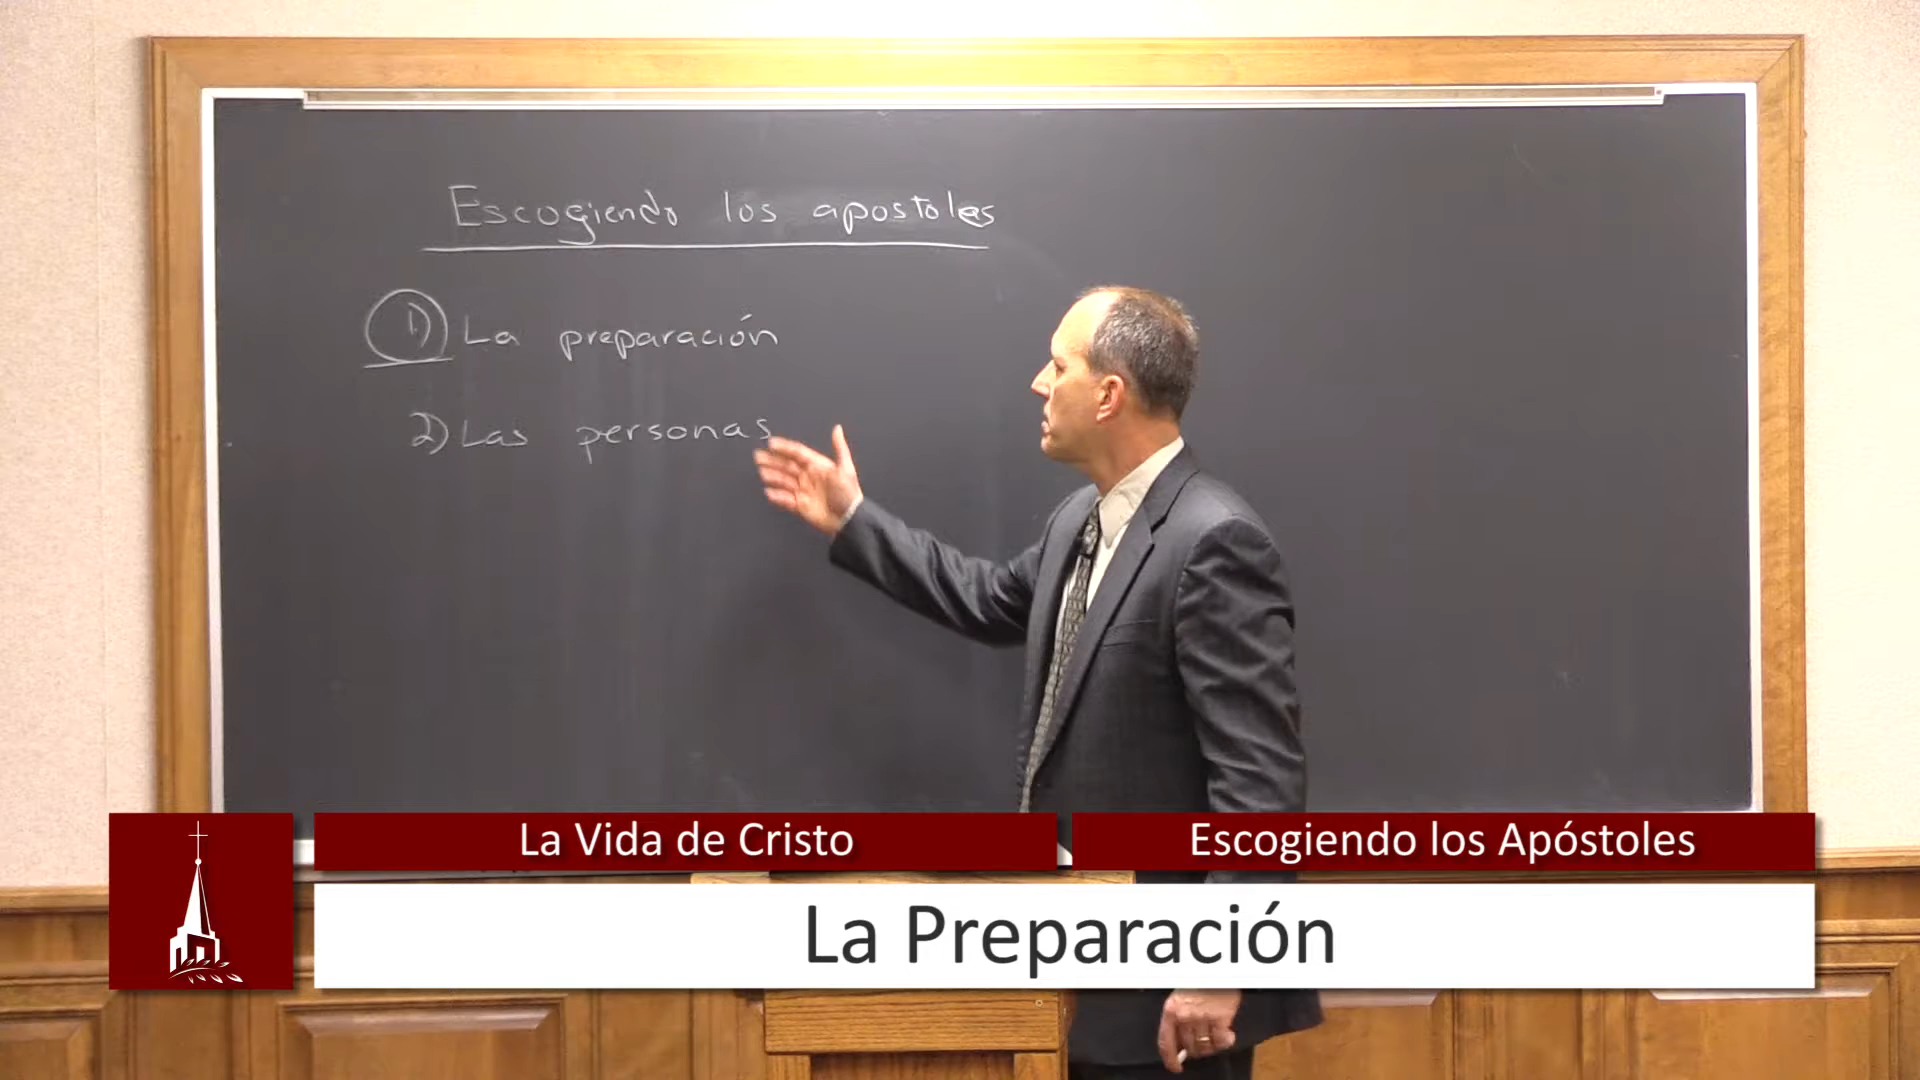 Escogiendo los apostoles
1) La preparación
2) Las personas
La Vida de Cristo
Escogiendo los Apóstoles
La Preparación